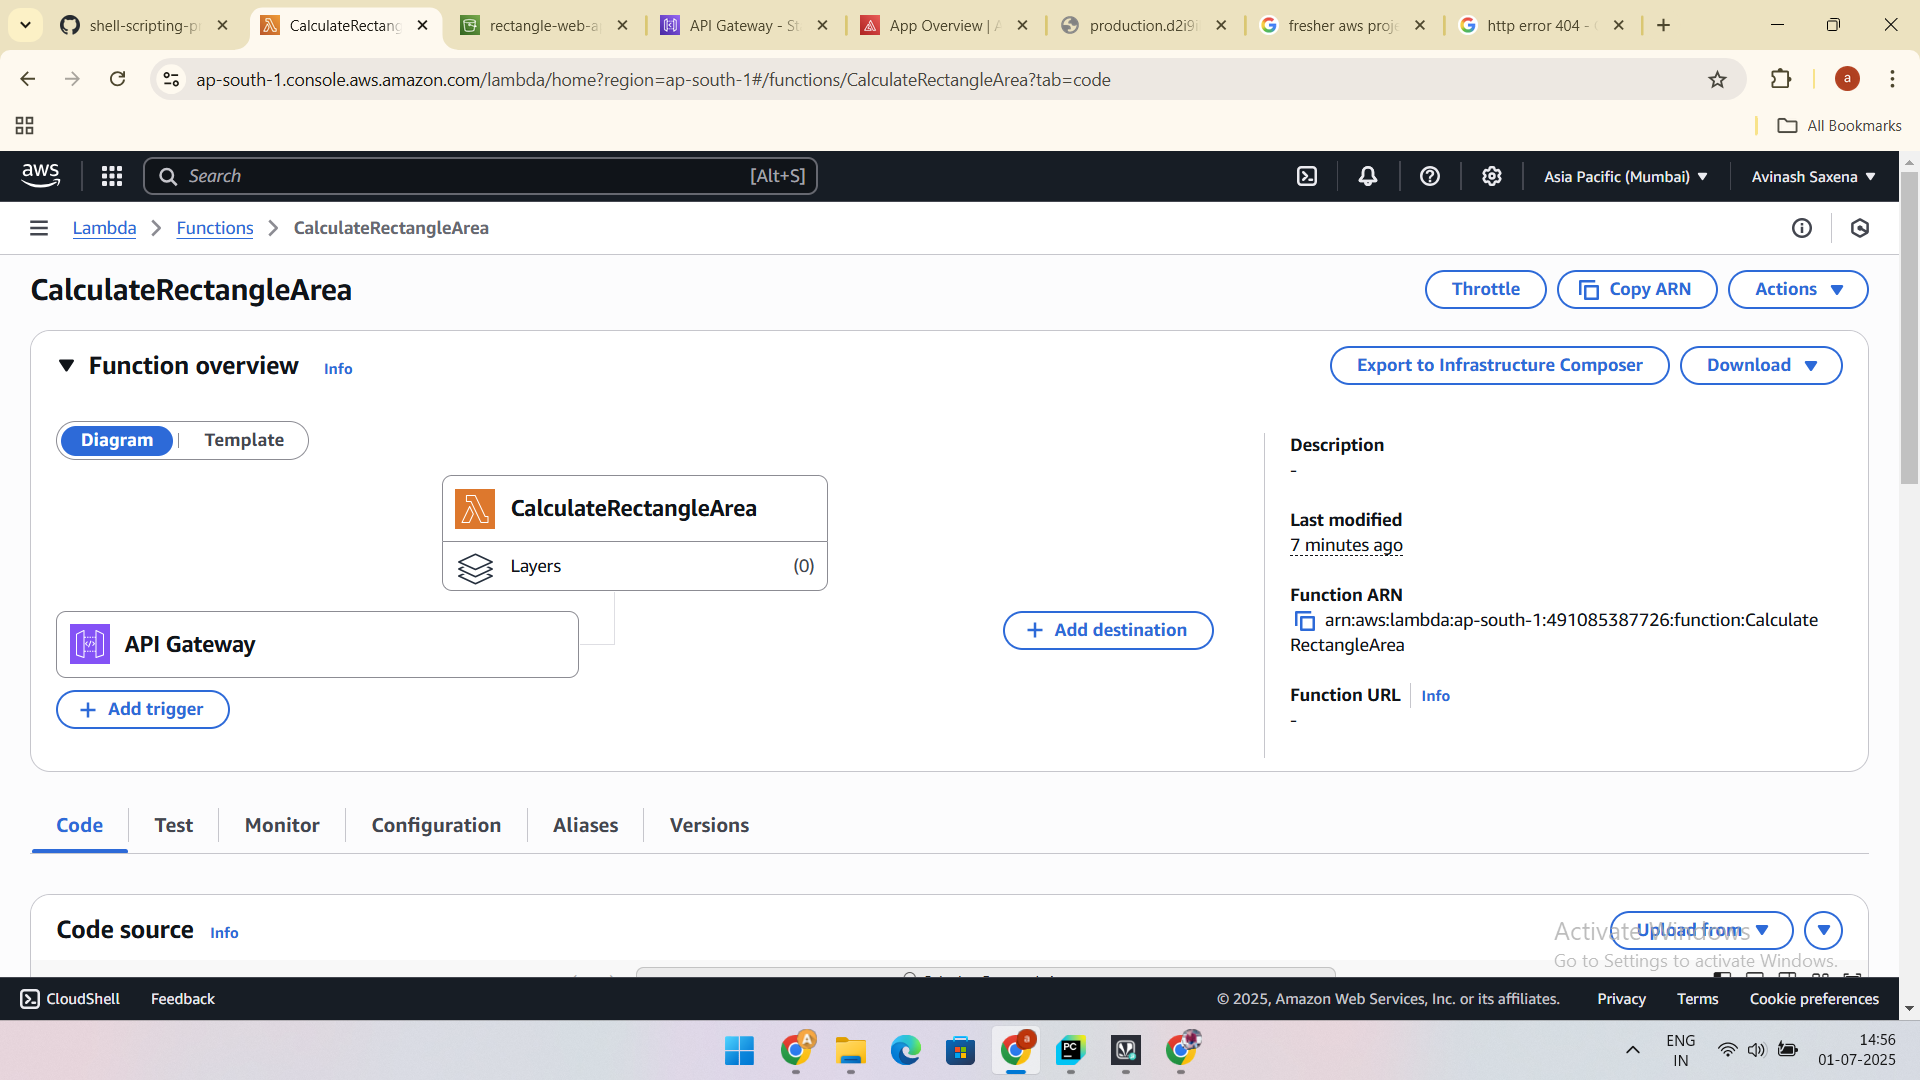 shell-scripting-p
CalculateRectang
rectangle-web-a
API Gateway - St
App Overview | A
production.d2i9
fresher aws proje
http error 404 - G
ap-south-1.console.aws.amazon.com/lambda/home?region=ap-south-1#/functions/CalculateRectangleArea?tab=code
a
All Bookmarks
aws
Search
[Alt+S]
Asia Pacific (Mumbai)
Avinash Saxena
Lambda
Functions
CalculateRectangleArea
CalculateRectangleArea
Throttle
Copy ARN
Actions
Function overview
Info
Export to Infrastructure Composer
Download
Diagram
Template
CalculateRectangleArea
Layers
(0)
API Gateway
+ Add trigger
+ Add destination
Description
-
Last modified
7 minutes ago
Function ARN
arn:aws:lambda:ap-south-1:491085387726:function:Calculate
RectangleArea
Function URL
Info
-
Code
Test
Monitor
Configuration
Aliases
Versions
Code source
Info
Upload from
Activate Windows
Go to Settings to activate Windows.
CloudShell
Feedback
© 2025, Amazon Web Services, Inc. or its affiliates.
Privacy
Terms
Cookie preferences
A
a
PC
ENG
IN
14:56
01-07-2025